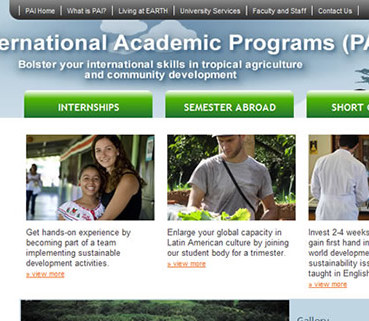 PAI Home What is PAI? Living at EARTH University Services Faculty and Staff Contact Us
ernational Academic Programs (PA
Bolster your international skills in tropical agriculture
and community development
INTERNSHIPS SEMESTER ABROAD SHORT
Get hands-on experience by
becoming part of a team
implementing sustainable
development activities.
» view more
Enlarge your global capacity in
Latin American culture by joining
our student body for a trimester.
» view more
Invest 2-4 weeks
gain first hand in
world developme
sustainability iss
taught in English
» view more
Gallery